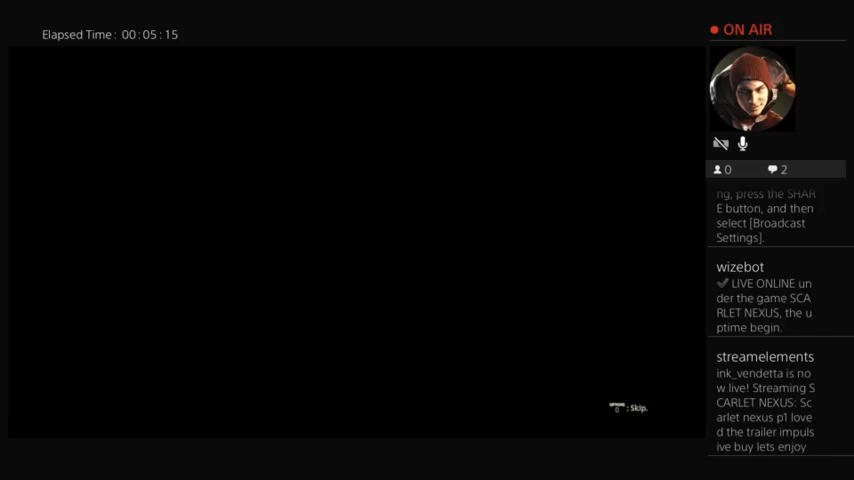 Elapsed Time: 00:05:15
ON AIR
0
2
ng, press the SHAR
E button, and then
select [Broadcast
Settings].
wizebot
✔ LIVE ONLINE un
der the game SCA
RLET NEXUS, the u
ptime begin.
streamelements
ink_vendetta is no
w live! Streaming S
CARLET NEXUS: Sc
arlet nexus p1 love
d the trailer impuls
ive buy lets enjoy
OPTIONS : Skip.